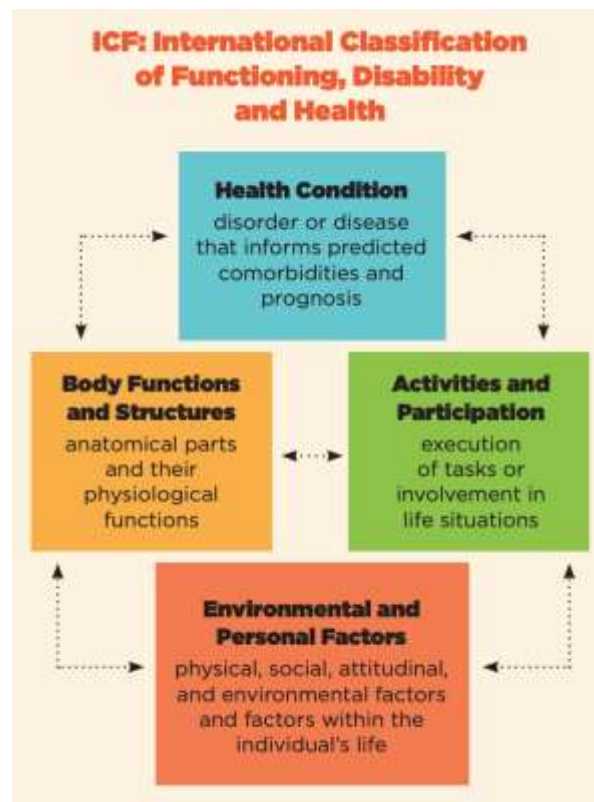 ICF: International Classification
of Functioning, Disability
and Health
Health Condition
disorder or disease
that informs predicted
comorbidities and
prognosis
Body Functions
and Structures
anatomical parts
and their
physiological
functions
Activities and
Participation
execution
of tasks or
involvement in
life situations
Environmental and
Personal Factors
physical, social, attitudinal,
and environmental factors
and factors within the
individual's life